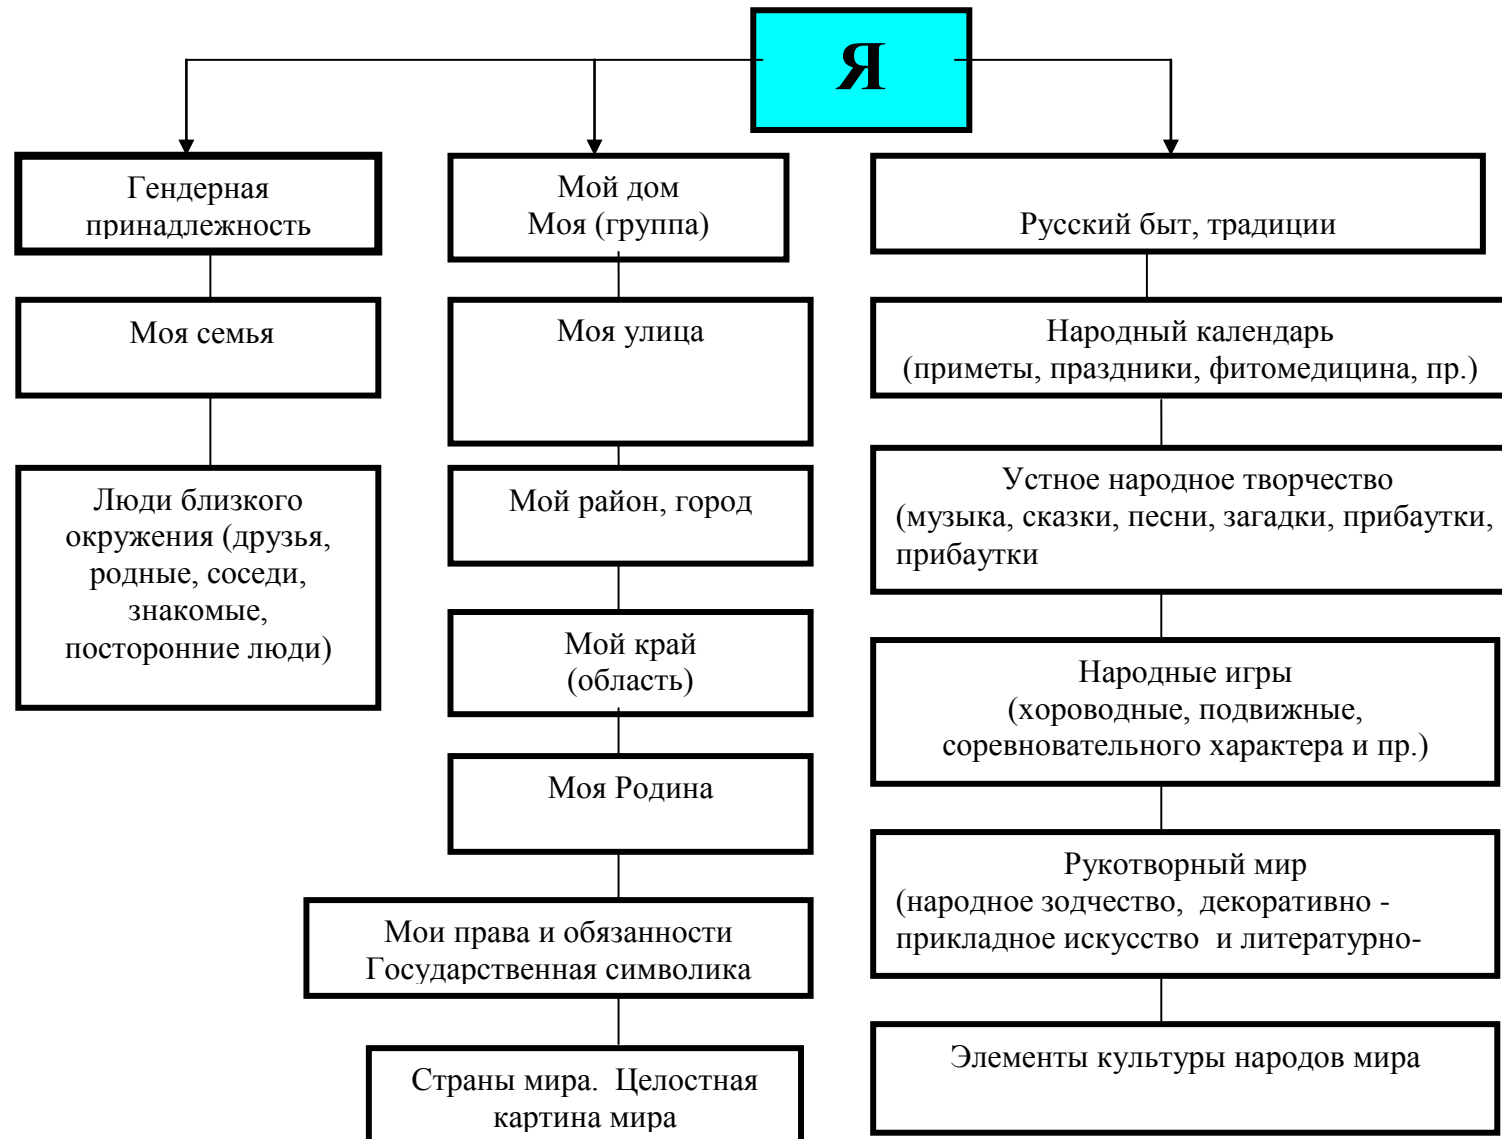 Я
Гендерная
принадлежность
Моя семья
Люди близкого
окружения (друзья,
родные, соседи,
знакомые,
посторонние люди)
Мой дом
Моя (группа)
Моя улица
Мой район, город
Мой край
(область)
Моя Родина
Мои права и обязанности
Государственная символика
Страны мира. Целостная
картина мира
Русский быт, традиции
Народный календарь
(приметы, праздники, фитомедицина, пр.)
Устное народное творчество
(музыка, сказки, песни, загадки, прибаутки,
прибаутки
Народные игры
(хороводные, подвижные,
соревновательного характера и пр.)
Рукотворный мир
(народное зодчество, декоративно -
прикладное искусство и литературно-
Элементы культуры народов мира